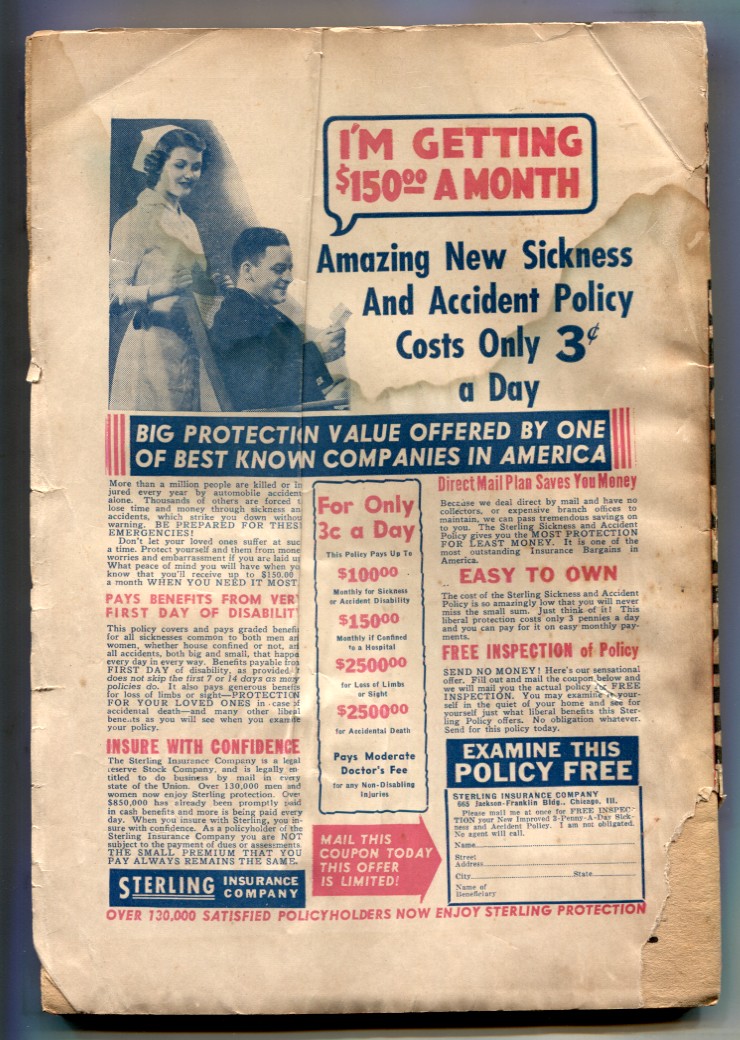 I'M GETTING
$150.00 A MONTH
Amazing New Sickness
And Accident Policy
Costs Only 3¢
a Day
BIG PROTECTION VALUE OFFERED BY ONE
OF BEST KNOWN COMPANIES IN AMERICA
More than a million people are killed or in
jured every year by automobile accidents
alone. Thousands of others are forced t
lose time and money through sickness an
accidents, which strike you down withou
warning. BE PREPARED FOR THESE
EMERGENCIES!
Don't let your loved ones suffer at suc
a time. Protect yourself and them from mone
worries and embarrassment if you are laid up
What peace of mind you will have when yo
know that you'll receive up to $150.00
a month WHEN YOU NEED IT MOST
PAYS BENEFITS FROM VERY
FIRST DAY OF DISABILITY
This policy covers and pays graded benefits
for all sicknesses common to both men an
women, whether house confined or not, an
all accidents, both big and small, that happe
every day in every way. Benefits payable from
FIRST DAY of disability, as provided. It
does not skip the first 7 or 14 days as many
policies do. It also pays generous benefits
for loss of limbs or sight—PROTECTION
FOR YOUR LOVED ONES in case of
accidental death—and many other liberal
benefits as you will see when you examine
your policy.
INSURE WITH CONFIDENCE
The Sterling Insurance Company is a legal
reserve Stock Company, and is legally en-
titled to do business by mail in every
state of the Union. Over 130,000 men and
women now enjoy Sterling protection. Over
$850,000 has already been promptly paid
in cash benefits and more is being paid every
day. When you insure with Sterling, you in-
sure with confidence. As a policyholder of the
Sterling Insurance Company you are NOT
subject to the payment of dues or assessments.
THE SMALL PREMIUM THAT YOU
PAY ALWAYS REMAINS THE SAME.
STERLING INSURANCE
COMPANY
For Only
3c a Day
This Policy Pays Up To
$100.00
Monthly for Sickness
or Accident Disability
$150.00
Monthly if Confined
to a Hospital
$2500.00
for Loss of Limbs
or Sight
$2500.00
for Accidental Death
Pays Moderate
Doctor's Fee
for any Non-Disabling
Injuries
MAIL THIS
COUPON TODAY
THIS OFFER
IS LIMITED!
Direct Mail Plan Saves You Money
Because we deal direct by mail and have no
collectors, or expensive branch offices to
maintain, we can pass tremendous savings on
to you. The Sterling Sickness and Accident
Policy gives you the MOST PROTECTION
FOR LEAST MONEY. It is one of the
most outstanding Insurance Bargains in
America.
EASY TO OWN
The cost of the Sterling Sickness and Accident
Policy is so amazingly low that you will never
miss the small sum. Just think of it! This
liberal protection costs only 3 pennies a day
and you can pay for it on easy monthly pay-
ments.
FREE INSPECTION of Policy
SEND NO MONEY! Here's our sensational
offer. Fill out and mail the coupon below and
we will mail you the actual policy for FREE
INSPECTION. You may examine it your-
self in the quiet of your home and see for
yourself just what liberal benefits this Ster-
ling Policy offers. No obligation whatever.
Send for this policy today.
EXAMINE THIS
POLICY FREE
STERLING INSURANCE COMPANY
665 Jackson-Franklin Bldg., Chicago, Ill.
Please mail me at once for FREE INSPEC-
TION your New Improved 3-Penny-A-Day Sick-
ness and Accident Policy. I am not obligated.
No agent will call.
Name
Street
Address
City State
Name of
Beneficiary
OVER 130,000 SATISFIED POLICYHOLDERS NOW ENJOY STERLING PROTECTION